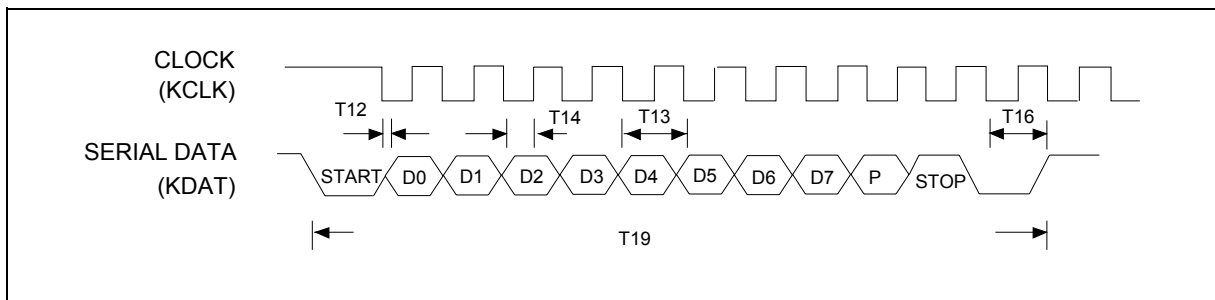 CLOCK
(KCLK)
T12
T14
T13
T16
SERIAL DATA
(KDAT)
START
D0
D1
D2
D3
D4
D5
D6
D7
P
STOP
T19